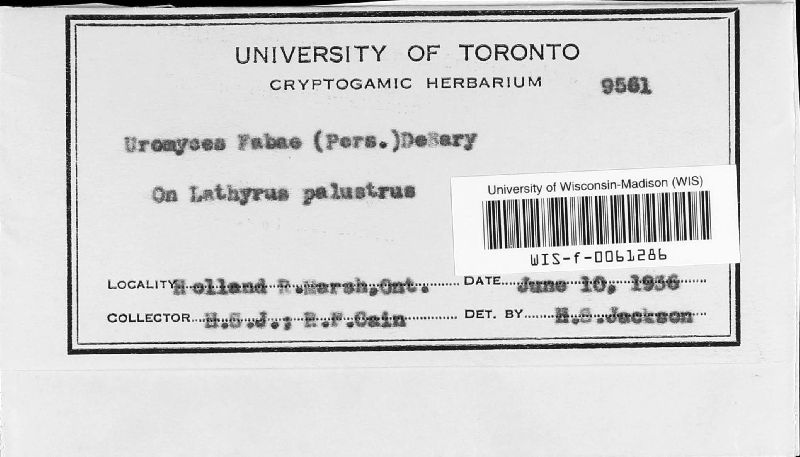 UNIVERSITY OF TORONTO
CRYPTOGAMIC HERBARIUM
9561
Uromyces Fabae (Pers.)DeBary
On Lathyrus palustrus
University of Wisconsin-Madison (WIS)
WIS-f-0061286
LOCALITY Holland R.Marsh,Ont. DATE June 10, 1936
COLLECTOR H.S.J.; R.F.Cain DET. BY H.S.Jackson